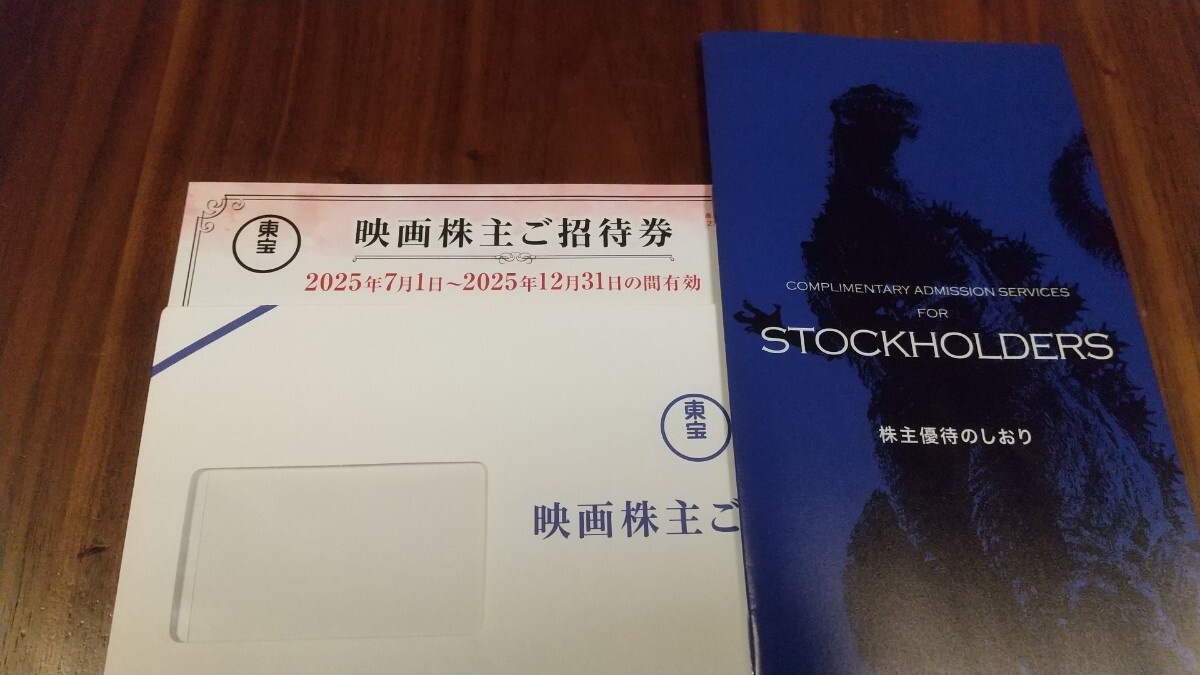 東宝
映画株主ご招待券
2025年7月1日～2025年12月31日の間有効
東宝
映画株主ご
COMPLIMENTARY ADMISSION SERVICES
FOR
STOCKHOLDERS
株主優待のしおり